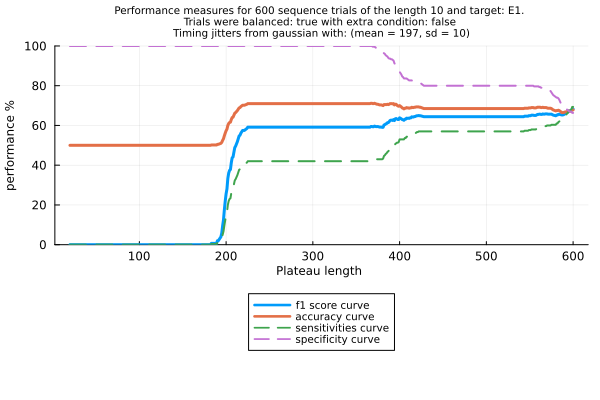 Performance measures for 600 sequence trials of the length 10 and target: E1.
Trials were balanced: true with extra condition: false
Timing jitters from gaussian with: (mean = 197, sd = 10)
100
80
60
40
20
0
performance %
100 200 300 400 500 600
Plateau length
f1 score curve
accuracy curve
sensitivities curve
specificity curve